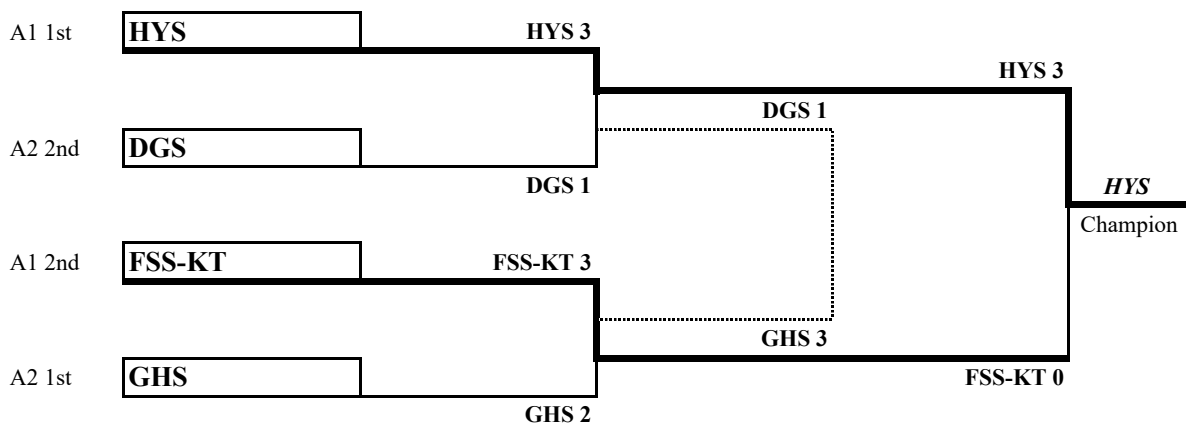 A1 1st HYS HYS 3
HYS 3
DGS 1
A2 2nd DGS
DGS 1
HYS
Champion
A1 2nd FSS-KT FSS-KT 3
GHS 3
A2 1st GHS FSS-KT 0
GHS 2